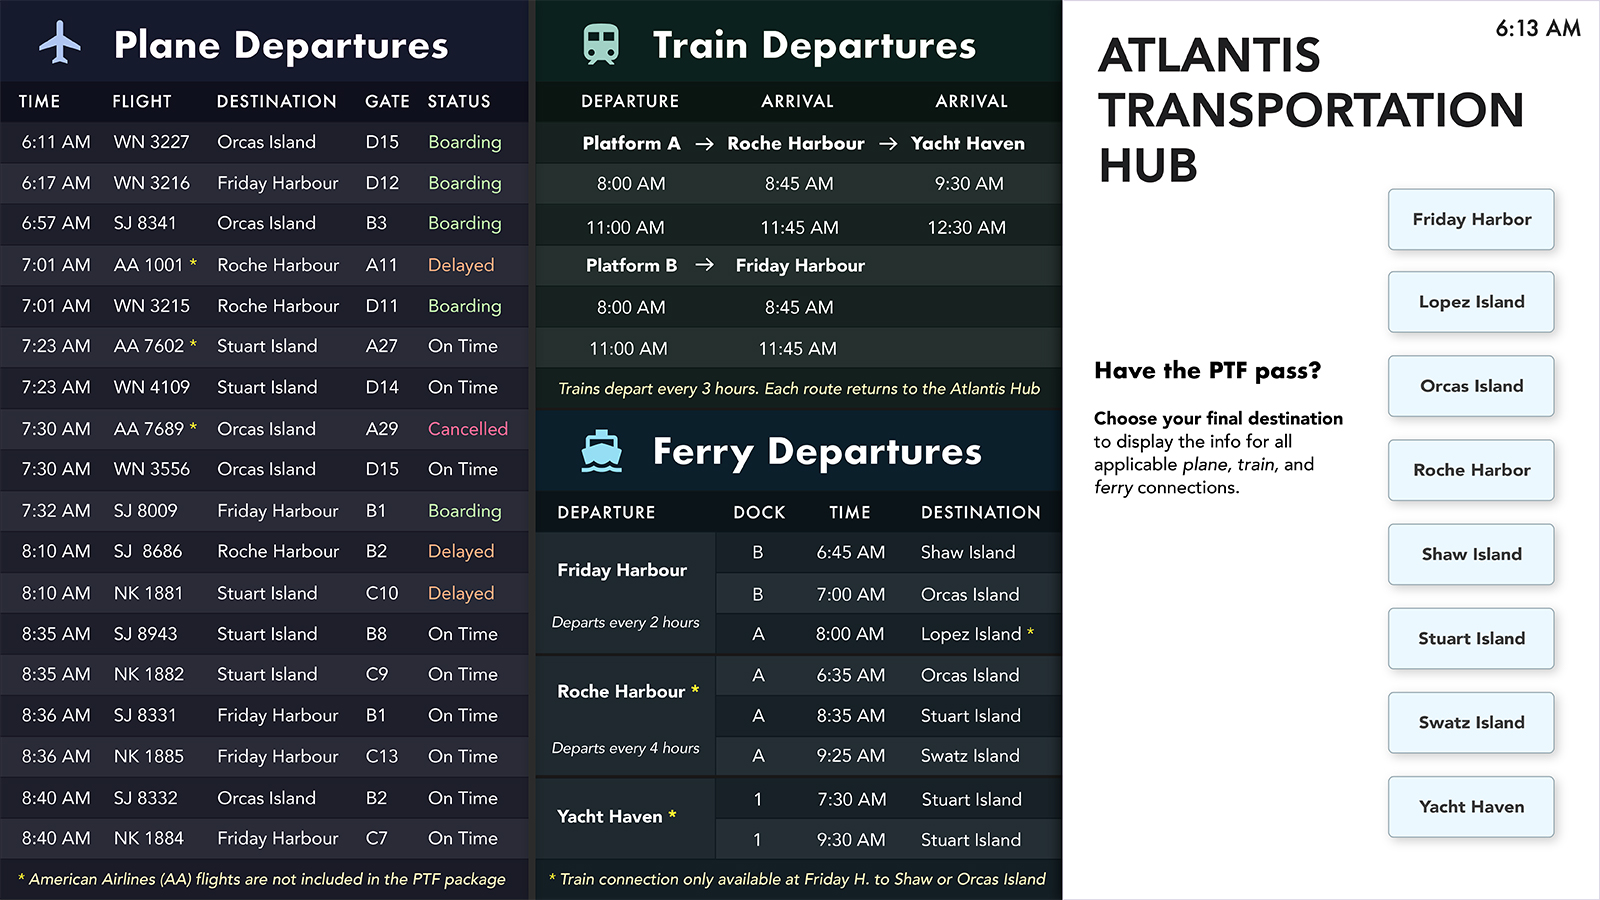 Plane Departures
TIME FLIGHT DESTINATION GATE STATUS
6:11 AM WN 3227 Orcas Island D15 Boarding
6:17 AM WN 3216 Friday Harbour D12 Boarding
6:57 AM SJ 8341 Orcas Island B3 Boarding
7:01 AM AA 1001 * Roche Harbour A11 Delayed
7:01 AM WN 3215 Roche Harbour D11 Boarding
7:23 AM AA 7602 * Stuart Island A27 On Time
7:23 AM WN 4109 Stuart Island D14 On Time
7:30 AM AA 7689 * Orcas Island A29 Cancelled
7:30 AM WN 3556 Orcas Island D15 On Time
7:32 AM SJ 8009 Friday Harbour B1 Boarding
8:10 AM SJ 8686 Roche Harbour B2 Delayed
8:10 AM NK 1881 Stuart Island C10 Delayed
8:35 AM SJ 8943 Stuart Island B8 On Time
8:35 AM NK 1882 Stuart Island C9 On Time
8:36 AM SJ 8331 Friday Harbour B1 On Time
8:36 AM NK 1885 Friday Harbour C13 On Time
8:40 AM SJ 8332 Orcas Island B2 On Time
8:40 AM NK 1884 Friday Harbour C7 On Time
* American Airlines (AA) flights are not included in the PTF package
Train Departures
DEPARTURE ARRIVAL ARRIVAL
Platform A → Roche Harbour → Yacht Haven
8:00 AM 8:45 AM 9:30 AM
11:00 AM 11:45 AM 12:30 AM
Platform B → Friday Harbour
8:00 AM 8:45 AM
11:00 AM 11:45 AM
Trains depart every 3 hours. Each route returns to the Atlantis Hub
Ferry Departures
DEPARTURE DOCK TIME DESTINATION
Friday Harbour
Departs every 2 hours
B 6:45 AM Shaw Island
B 7:00 AM Orcas Island
A 8:00 AM Lopez Island *
Roche Harbour *
Departs every 4 hours
A 6:35 AM Orcas Island
A 8:35 AM Stuart Island
A 9:25 AM Swatz Island
Yacht Haven *
1 7:30 AM Stuart Island
1 9:30 AM Stuart Island
* Train connection only available at Friday H. to Shaw or Orcas Island
6:13 AM
ATLANTIS
TRANSPORTATION
HUB
Have the PTF pass?
Choose your final destination
to display the info for all
applicable plane, train, and
ferry connections.
Friday Harbor
Lopez Island
Orcas Island
Roche Harbor
Shaw Island
Stuart Island
Swatz Island
Yacht Haven